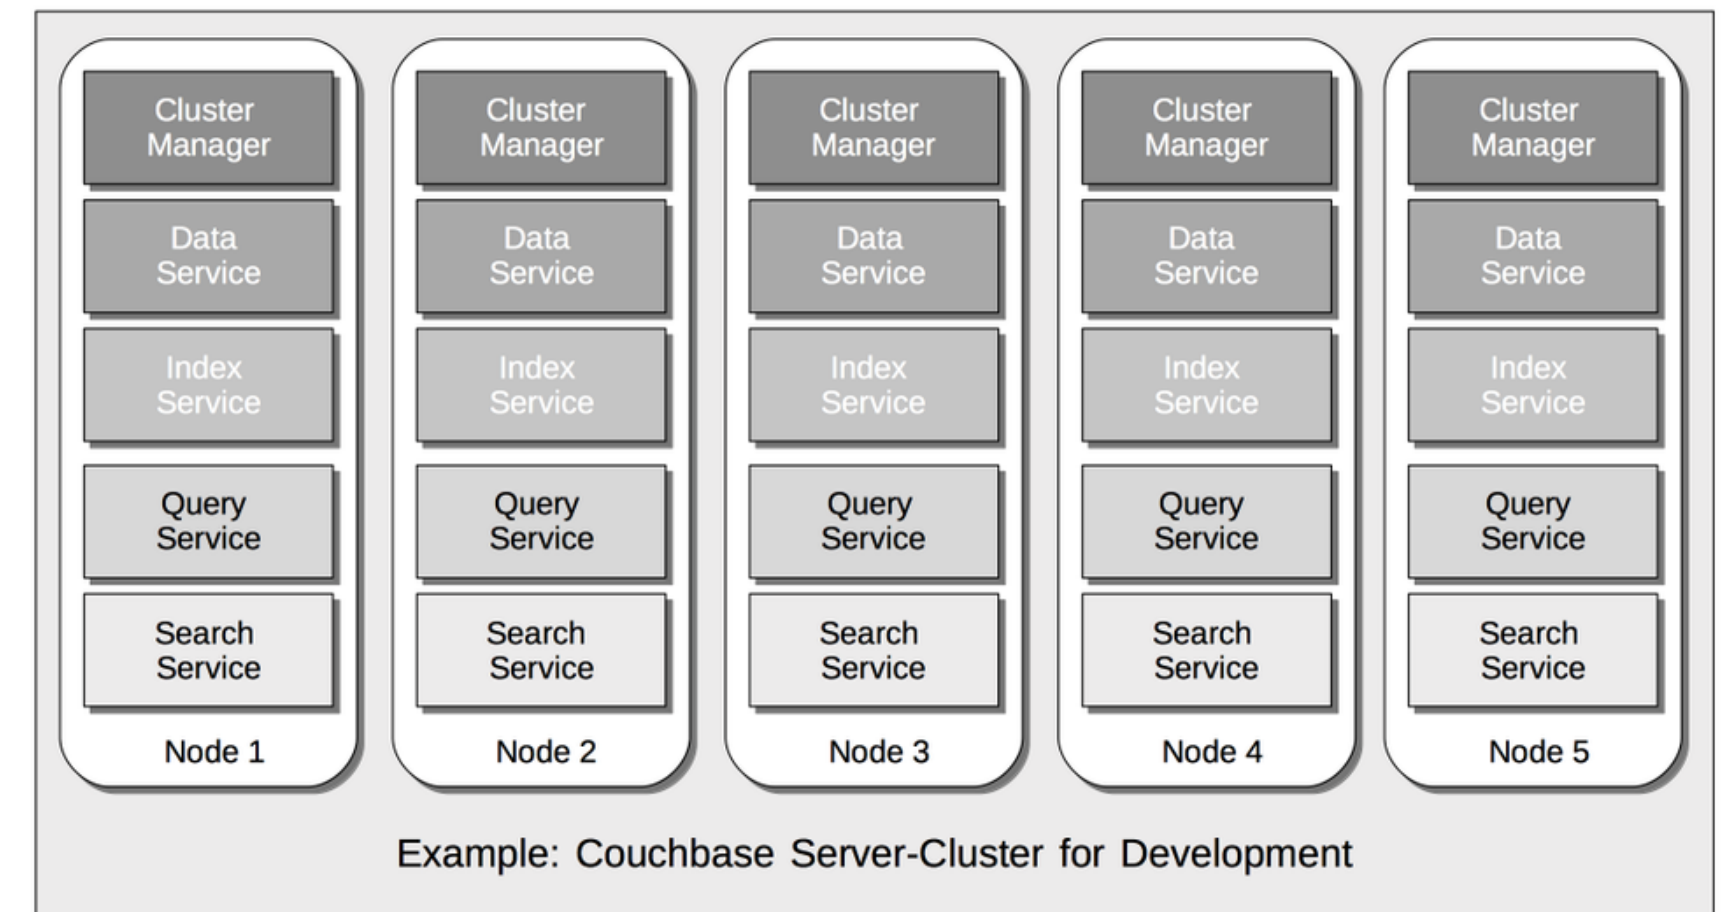 Cluster
Manager
Data
Service
Index
Service
Query
Service
Search
Service
Node 1
Cluster
Manager
Data
Service
Index
Service
Query
Service
Search
Service
Node 2
Cluster
Manager
Data
Service
Index
Service
Query
Service
Search
Service
Node 3
Cluster
Manager
Data
Service
Index
Service
Query
Service
Search
Service
Node 4
Cluster
Manager
Data
Service
Index
Service
Query
Service
Search
Service
Node 5
Example: Couchbase Server-Cluster for Development